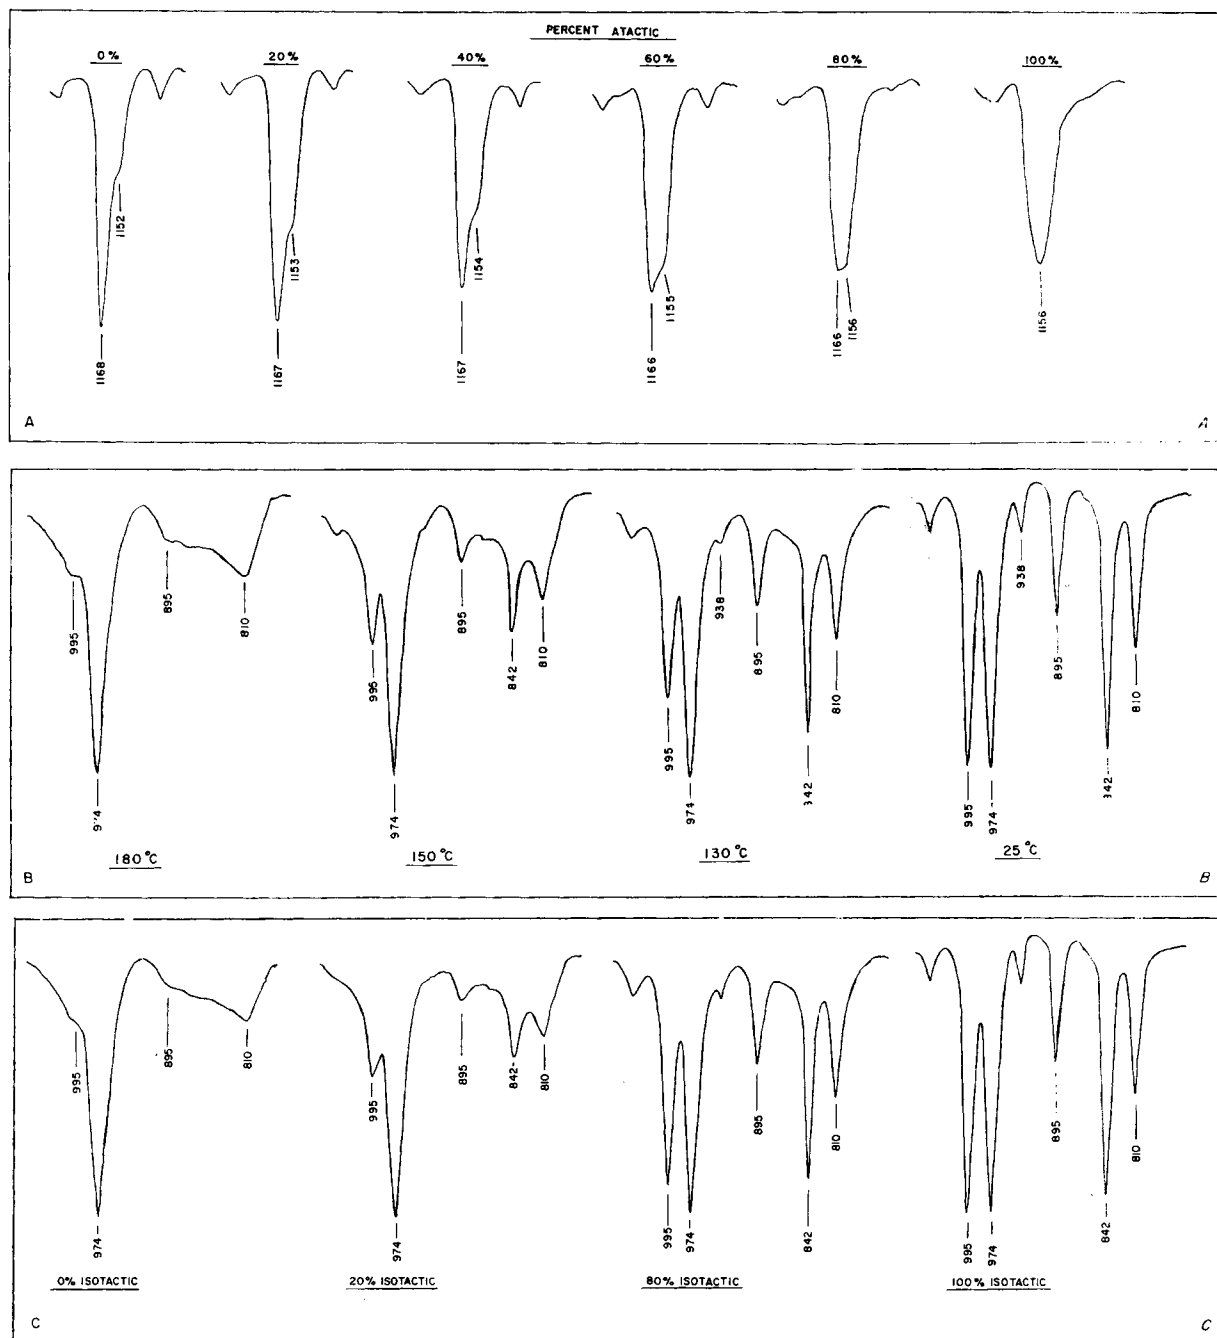 PERCENT ATACTIC
0% 20% 40% 60% 80% 100%
1152 1153 1154 1155 1156 1156
1168 1167 1167 1166 1166
A A
995 895 810 995 895 842 810 995 938 895 810 938 895 810
974 974 974 995 974
180°C 150°C 130°C 25°C
B B
995 895 810 995 895 842 810 995 974 895 842 810 995 974 895 842 810
974 974
0% ISOTACTIC 20% ISOTACTIC 80% ISOTACTIC 100% ISOTACTIC
C C